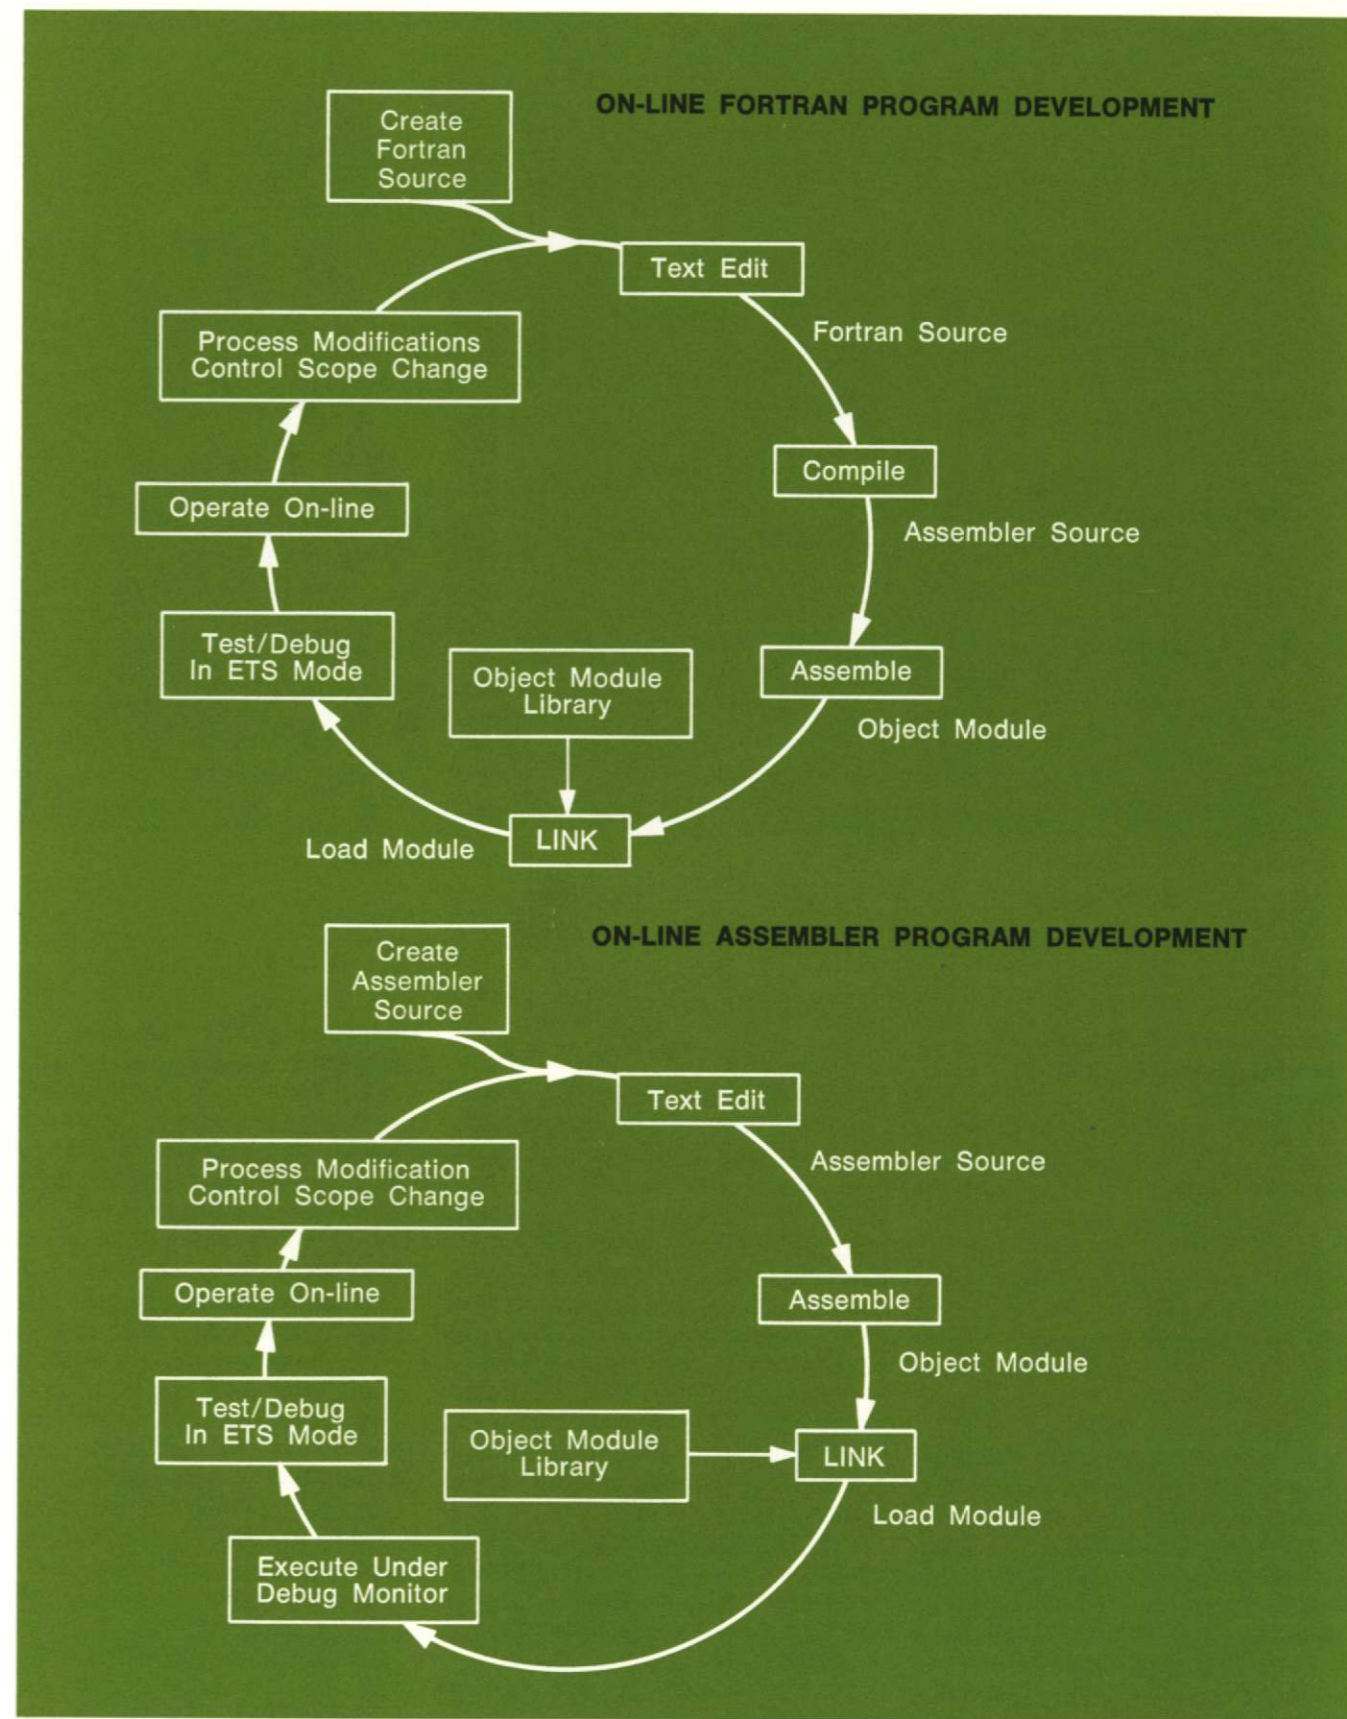 ON-LINE FORTRAN PROGRAM DEVELOPMENT
Create
Fortran
Source
Text Edit
Fortran Source
Process Modifications
Control Scope Change
Compile
Operate On-line
Assembler Source
Test/Debug
In ETS Mode
Object Module
Library
Assemble
Object Module
LINK
Load Module
ON-LINE ASSEMBLER PROGRAM DEVELOPMENT
Create
Assembler
Source
Text Edit
Assembler Source
Process Modification
Control Scope Change
Operate On-line
Assemble
Object Module
Test/Debug
In ETS Mode
Object Module
Library
LINK
Load Module
Execute Under
Debug Monitor